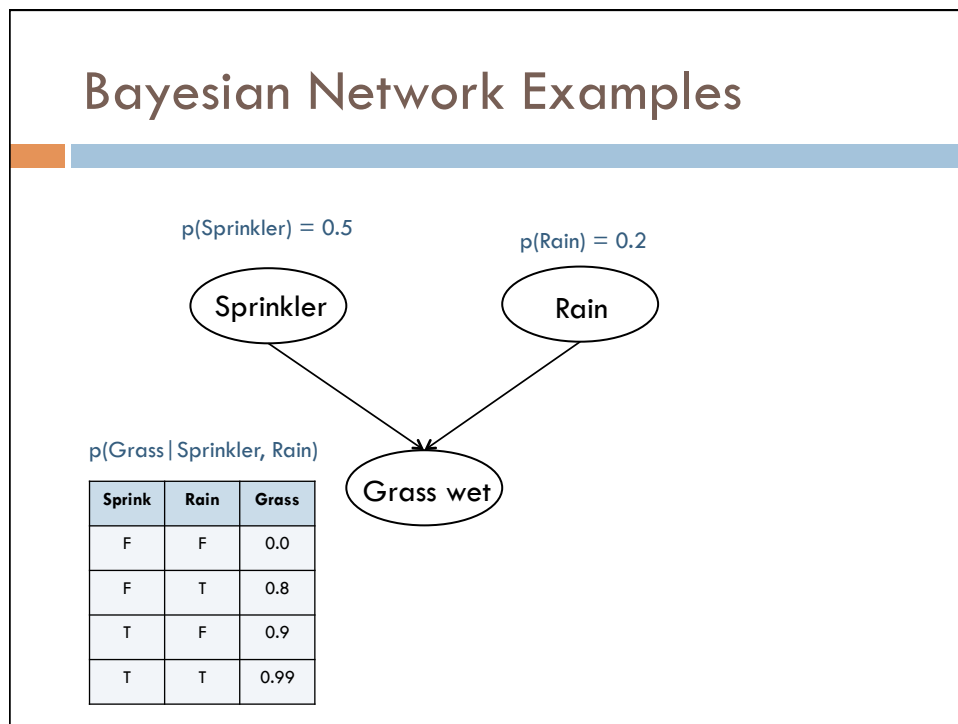 Bayesian Network Examples
p(Sprinkler) = 0.5
p(Rain) = 0.2
Sprinkler
Rain
p(Grass|Sprinkler, Rain)
Grass wet
Sprink Rain Grass
F F 0.0
F T 0.8
T F 0.9
T T 0.99